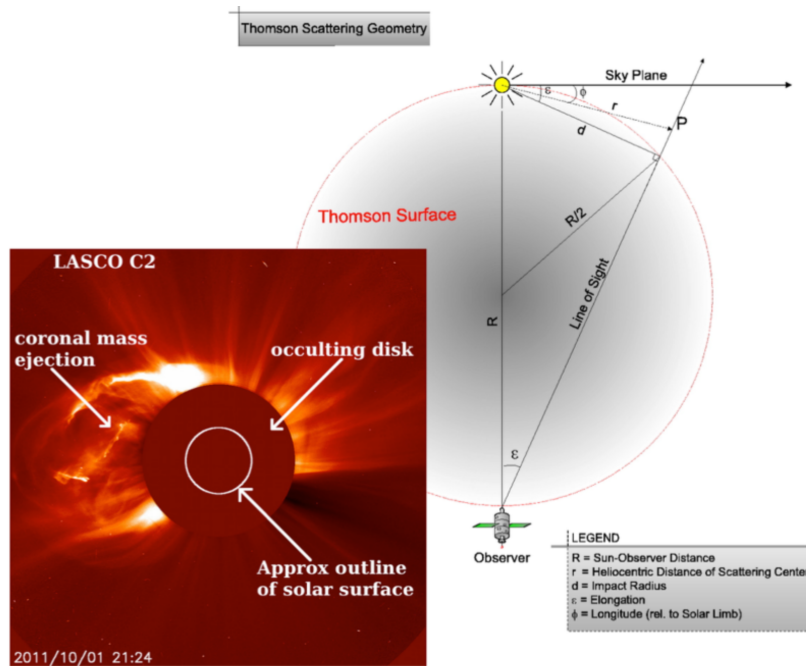 Thomson Scattering Geometry
Sky Plane
ε
ϕ
r
P
d
Thomson Surface
R/2
Line of Sight
R
ε
Observer
LASCO C2
coronal mass
ejection
occulting disk
Approx outline
of solar surface
2011/10/01 21:24
LEGEND
R = Sun-Observer Distance
r = Heliocentric Distance of Scattering Center
d = Impact Radius
ε = Elongation
ϕ = Longitude (rel. to Solar Limb)